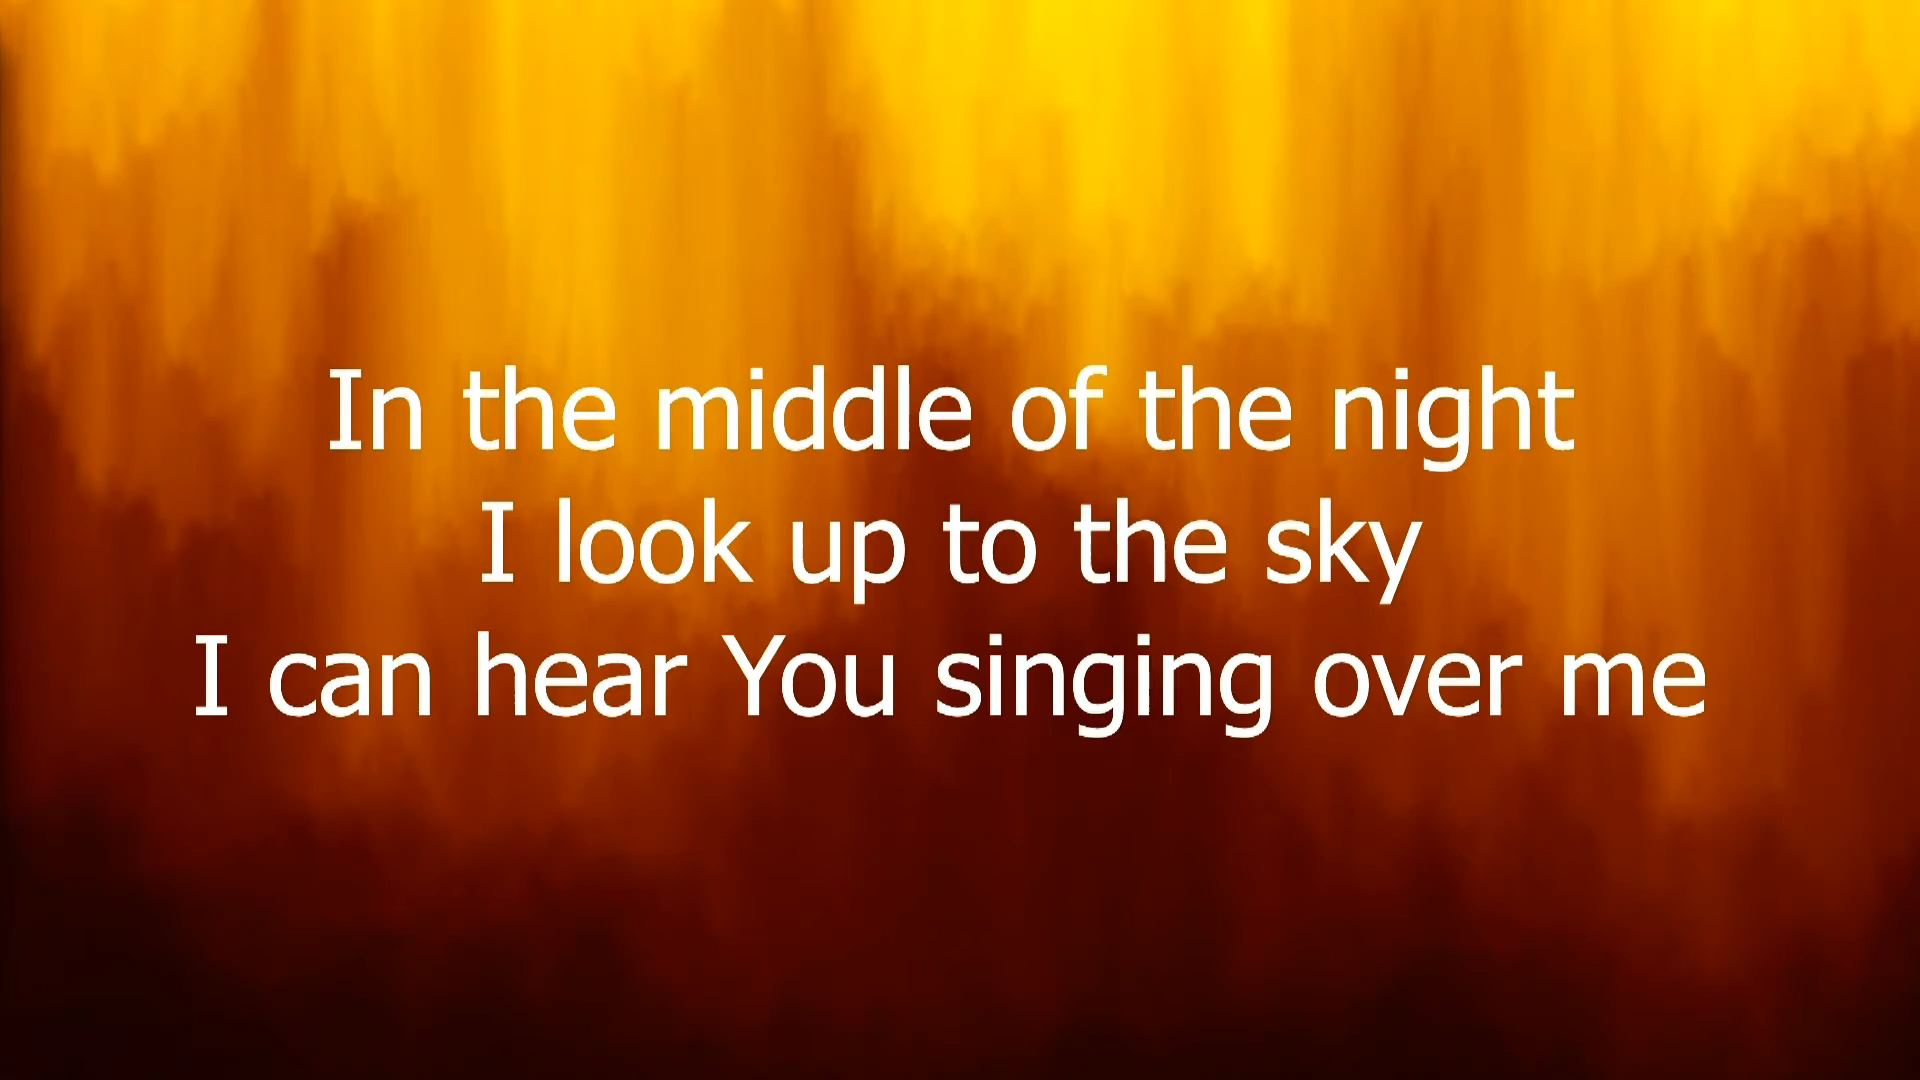 In the middle of the night
I look up to the sky
I can hear You singing over me